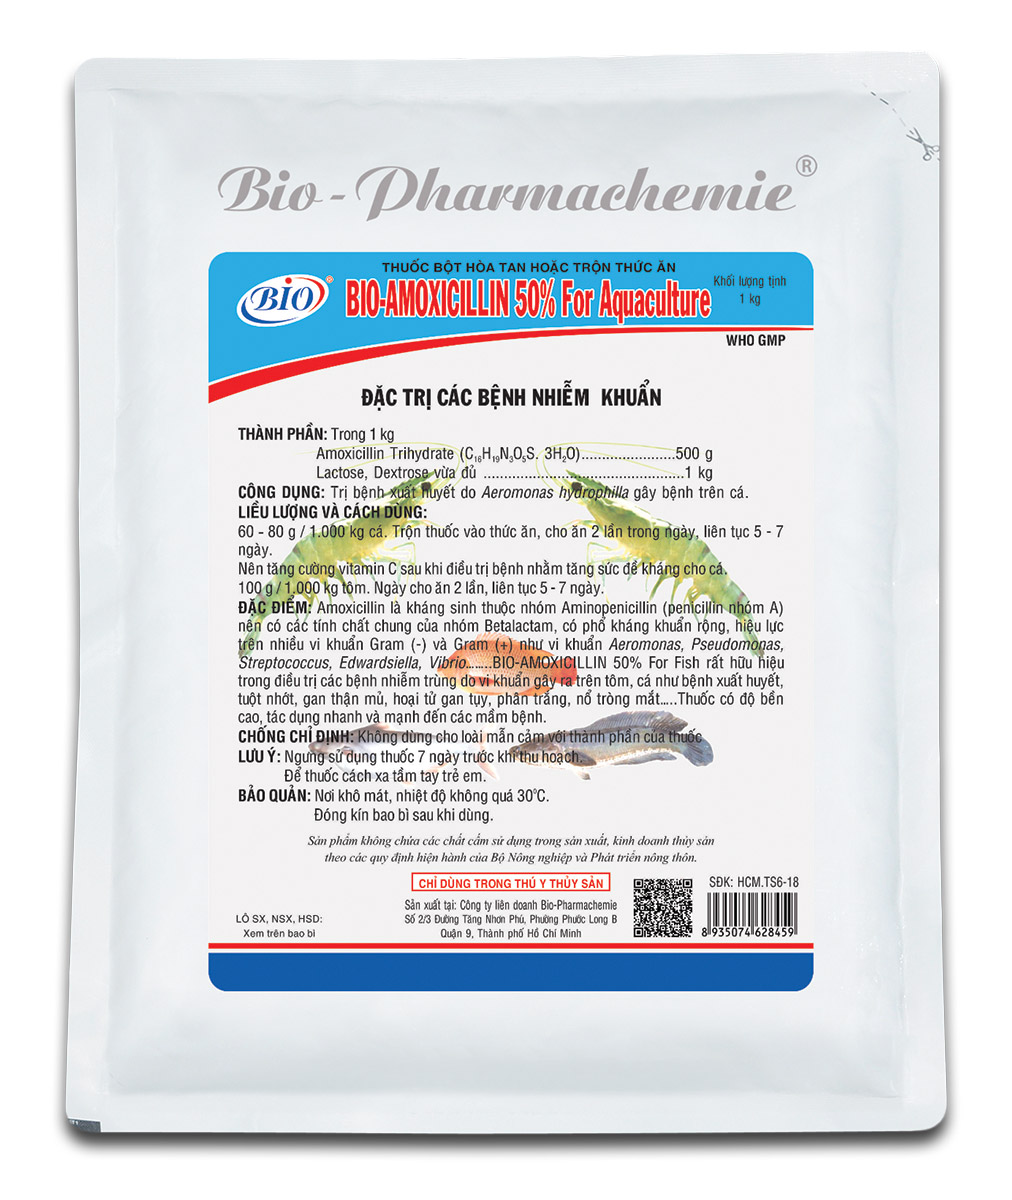 Bio-Pharmachemie®
THUỐC BỘT HÒA TAN HOẶC TRỘN THỨC ĂN
BIO®
BIO-AMOXICILLIN 50% For Aquaculture
Khối lượng tịnh
1 kg
WHO GMP
ĐẶC TRỊ CÁC BỆNH NHIỄM KHUẨN
THÀNH PHẦN: Trong 1 kg
Amoxicillin Trihydrate (C₁₆H₁₉N₃O₅S. 3H₂O)......................500 g
Lactose, Dextrose vừa đủ ...............................................1 kg
CÔNG DỤNG: Trị bệnh xuất huyết do Aeromonas hydrophilla gây bệnh trên cá.
LIỀU LƯỢNG VÀ CÁCH DÙNG:
60 - 80 g / 1.000 kg cá. Trộn thuốc vào thức ăn, cho ăn 2 lần trong ngày, liên tục 5 - 7
ngày.
Nên tăng cường vitamin C sau khi điều trị bệnh nhằm tăng sức đề kháng cho cá.
100 g / 1.000 kg tôm. Ngày cho ăn 2 lần, liên tục 5 - 7 ngày.
ĐẶC ĐIỂM: Amoxicillin là kháng sinh thuộc nhóm Aminopenicillin (penicillin nhóm A)
nên có các tính chất chung của nhóm Betalactam, có phổ kháng khuẩn rộng, hiệu lực
trên nhiều vi khuẩn Gram (-) và Gram (+) như vi khuẩn Aeromonas, Pseudomonas,
Streptococcus, Edwardsiella, Vibrio.......BIO-AMOXICILLIN 50% For Fish rất hữu hiệu
trong điều trị các bệnh nhiễm trùng do vi khuẩn gây ra trên tôm, cá như bệnh xuất huyết,
tuột nhớt, gan thận mủ, hoại tử gan tụy, phân trắng, nổ tròng mắt.....Thuốc có độ bền
cao, tác dụng nhanh và mạnh đến các mầm bệnh.
CHỐNG CHỈ ĐỊNH: Không dùng cho loài mẫn cảm với thành phần của thuốc
LƯU Ý: Ngưng sử dụng thuốc 7 ngày trước khi thu hoạch.
Để thuốc cách xa tầm tay trẻ em.
BẢO QUẢN: Nơi khô mát, nhiệt độ không quá 30°C.
Đóng kín bao bì sau khi dùng.
Sản phẩm không chứa các chất cấm sử dụng trong sản xuất, kinh doanh thủy sản
theo các quy định hiện hành của Bộ Nông nghiệp và Phát triển nông thôn.
CHỈ DÙNG TRONG THÚ Y THỦY SẢN
SĐK: HCM.TS6-18
Sản xuất tại: Công ty liên doanh Bio-Pharmachemie
Số 2/3 Đường Tăng Nhơn Phú, Phường Phước Long B
Quận 9, Thành phố Hồ Chí Minh
LÔ SX, NSX, HSD:
Xem trên bao bì
8 935074 628459